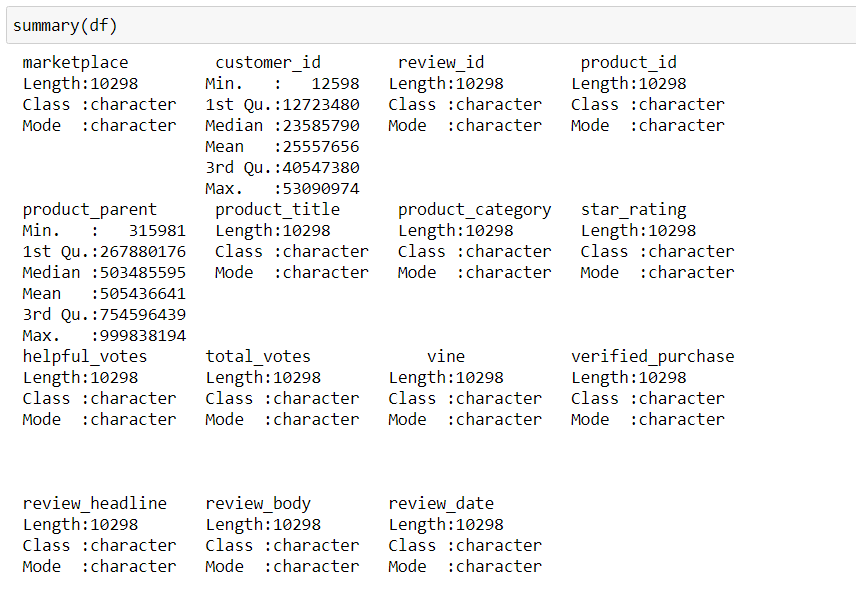 summary(df)
marketplace customer_id review_id product_id
Length:10298 Min. : 12598 Length:10298 Length:10298
Class :character 1st Qu.:12723480 Class :character Class :character
Mode :character Median :23585790 Mode :character Mode :character
Mean :25557656
3rd Qu.:40547380
Max. :53090974
product_parent product_title product_category star_rating
Min. : 315981 Length:10298 Length:10298 Length:10298
1st Qu.:267880176 Class :character Class :character Class :character
Median :503485595 Mode :character Mode :character Mode :character
Mean :505436641
3rd Qu.:754596439
Max. :999838194
helpful_votes total_votes vine verified_purchase
Length:10298 Length:10298 Length:10298 Length:10298
Class :character Class :character Class :character Class :character
Mode :character Mode :character Mode :character Mode :character
review_headline review_body review_date
Length:10298 Length:10298 Length:10298
Class :character Class :character Class :character
Mode :character Mode :character Mode :character